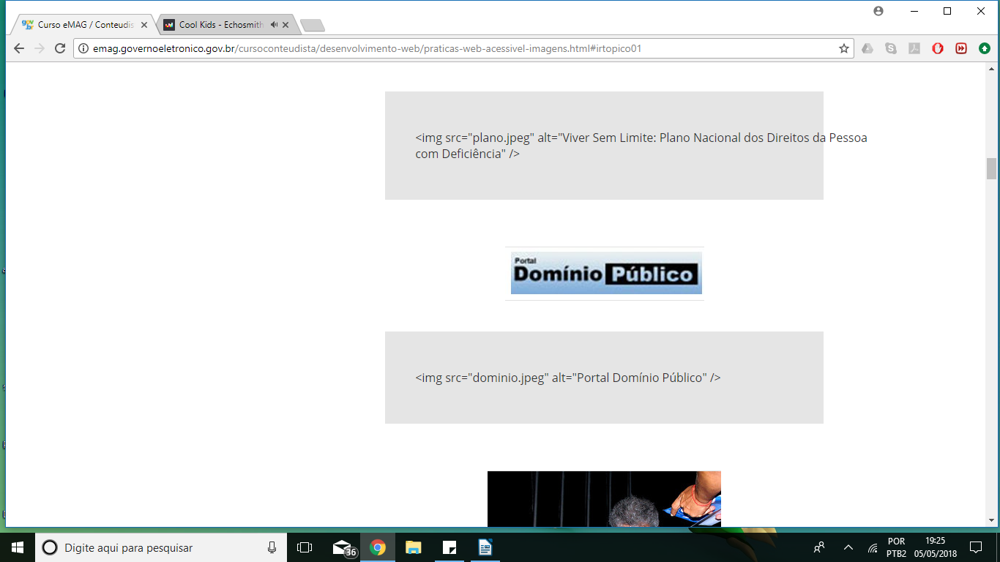 Curso eMAG / Conteudis
Cool Kids - Echosmith
emag.governoeletronico.gov.br/cursoconteudista/desenvolvimento-web/praticas-web-acessivel-imagens.html#irtopico01
<img src="plano.jpeg" alt="Viver Sem Limite: Plano Nacional dos Direitos da Pessoa
com Deficiência" />
Portal
Domínio Público
<img src="dominio.jpeg" alt="Portal Domínio Público" />
Digite aqui para pesquisar
36
POR
PTB2
19:25
05/05/2018